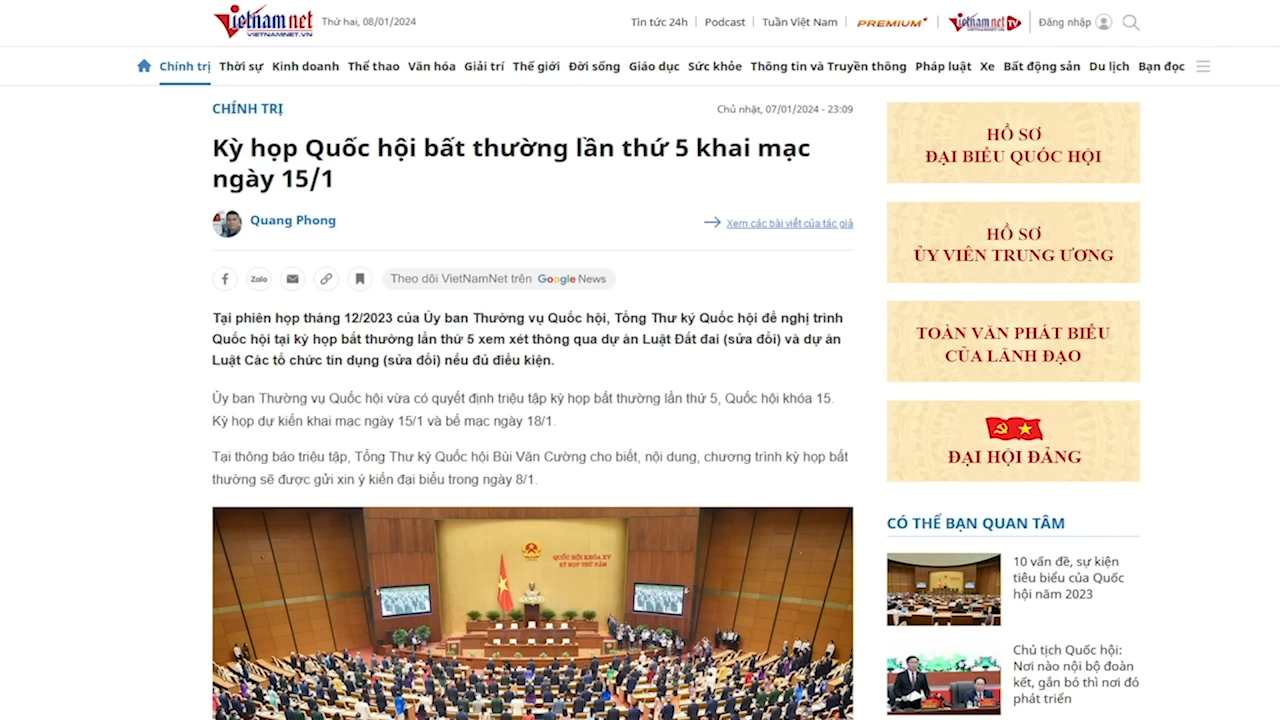 Vietnamnet
VIETNAMNET.VN
Thứ hai, 08/01/2024
Tin tức 24h
Podcast
Tuần Việt Nam
PREMIUM
Vietnamnet TV
Đăng nhập
Chính trị Thời sự Kinh doanh Thể thao Văn hóa Giải trí Thế giới Đời sống Giáo dục Sức khỏe Thông tin và Truyền thông Pháp luật Xe Bất động sản Du lịch Bạn đọc
CHÍNH TRỊ
Chủ nhật, 07/01/2024 - 23:09
Kỳ họp Quốc hội bất thường lần thứ 5 khai mạc
ngày 15/1
Quang Phong
Xem các bài viết của tác giả
Zalo
Theo dõi VietNamNet trên Google News
Tại phiên họp tháng 12/2023 của Ủy ban Thường vụ Quốc hội, Tổng Thư ký Quốc hội đề nghị trình
Quốc hội tại kỳ họp bất thường lần thứ 5 xem xét thông qua dự án Luật Đất đai (sửa đổi) và dự án
Luật Các tổ chức tín dụng (sửa đổi) nếu đủ điều kiện.
Ủy ban Thường vụ Quốc hội vừa có quyết định triệu tập kỳ họp bất thường lần thứ 5, Quốc hội khóa 15.
Kỳ họp dự kiến khai mạc ngày 15/1 và bế mạc ngày 18/1.
Tại thông báo triệu tập, Tổng Thư ký Quốc hội Bùi Văn Cường cho biết, nội dung, chương trình kỳ họp bất
thường sẽ được gửi xin ý kiến đại biểu trong ngày 8/1.
QUỐC HỘI KHÓA XV
KỲ HỌP THỨ NĂM
HỒ SƠ
ĐẠI BIỂU QUỐC HỘI
HỒ SƠ
ỦY VIÊN TRUNG ƯƠNG
TOÀN VĂN PHÁT BIỂU
CỦA LÃNH ĐẠO
ĐẠI HỘI ĐẢNG
CÓ THỂ BẠN QUAN TÂM
10 vấn đề, sự kiện
tiêu biểu của Quốc
hội năm 2023
Chủ tịch Quốc hội:
Nơi nào nội bộ đoàn
kết, gắn bó thì nơi đó
phát triển